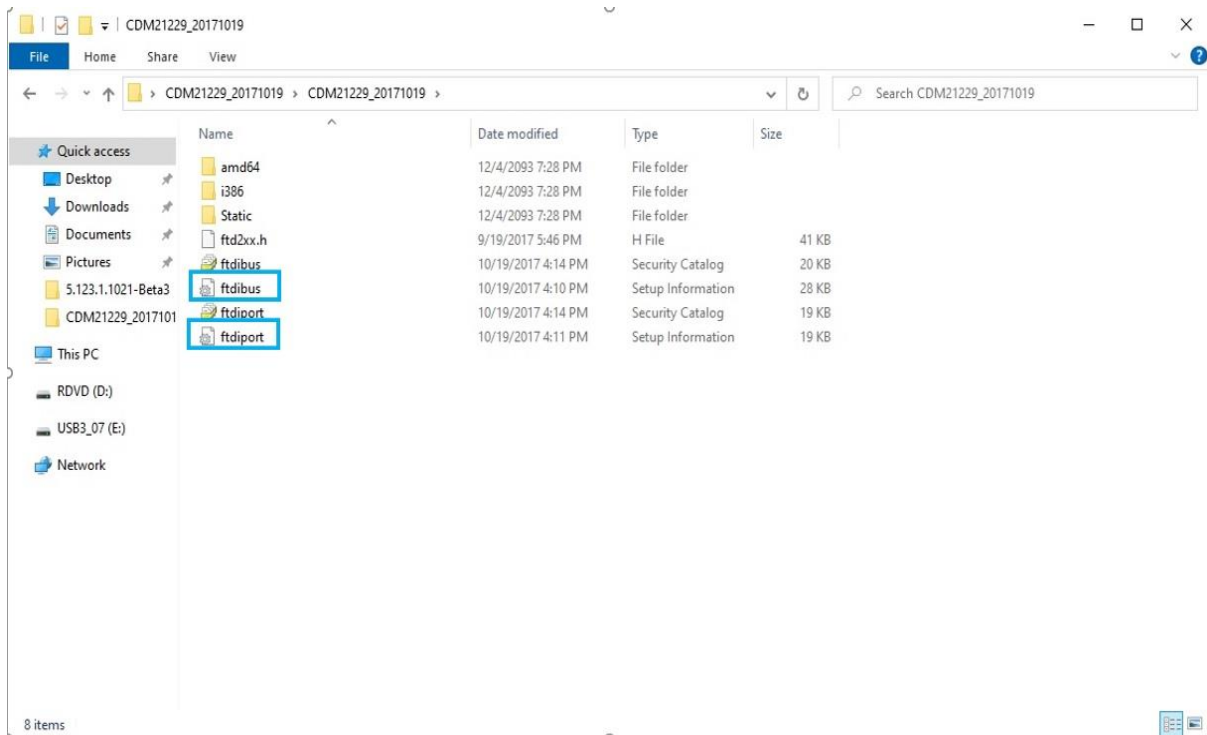 CDM21229_20171019
File Home Share View
CDM21229_20171019 > CDM21229_20171019 >
Search CDM21229_20171019
Name Date modified Type Size
Quick access
Desktop
Downloads
Documents
Pictures
5.123.1.1021-Beta3
CDM21229_2017101
This PC
RDVD (D:)
USB3_07 (E:)
Network
amd64 12/4/2093 7:28 PM File folder
i386 12/4/2093 7:28 PM File folder
Static 12/4/2093 7:28 PM File folder
ftd2xx.h 9/19/2017 5:46 PM H File 41 KB
ftdibus 10/19/2017 4:14 PM Security Catalog 20 KB
ftdibus 10/19/2017 4:10 PM Setup Information 28 KB
ftdiport 10/19/2017 4:14 PM Security Catalog 19 KB
ftdiport 10/19/2017 4:11 PM Setup Information 19 KB
8 items